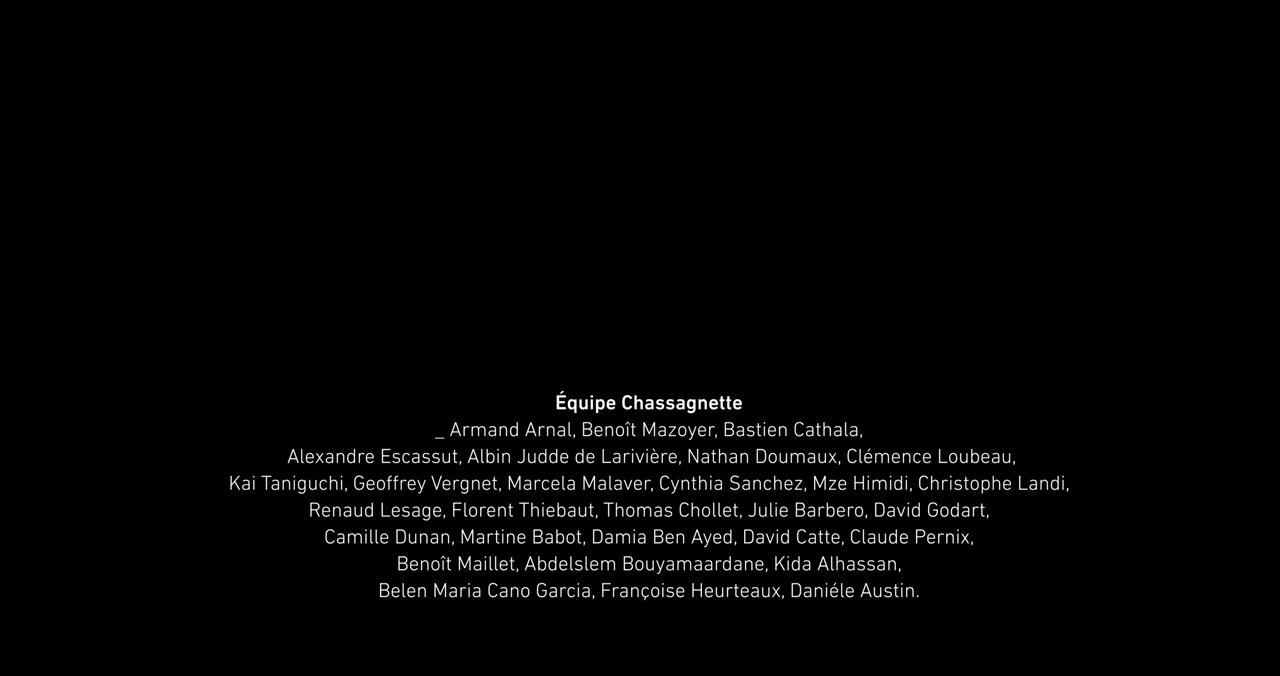 Équipe Chassagnette
_ Armand Arnal, Benoît Mazoyer, Bastien Cathala,
Alexandre Escassut, Albin Judde de Larivière, Nathan Doumaux, Clémence Loubeau,
Kai Taniguchi, Geoffrey Vergnet, Marcela Malaver, Cynthia Sanchez, Mze Himidi, Christophe Landi,
Renaud Lesage, Florent Thiebaut, Thomas Chollet, Julie Barbero, David Godart,
Camille Dunan, Martine Babot, Damia Ben Ayed, David Catte, Claude Pernix,
Benoît Maillet, Abdelslem Bouyamaardane, Kida Alhassan,
Belen Maria Cano Garcia, Françoise Heurteaux, Daniéle Austin.